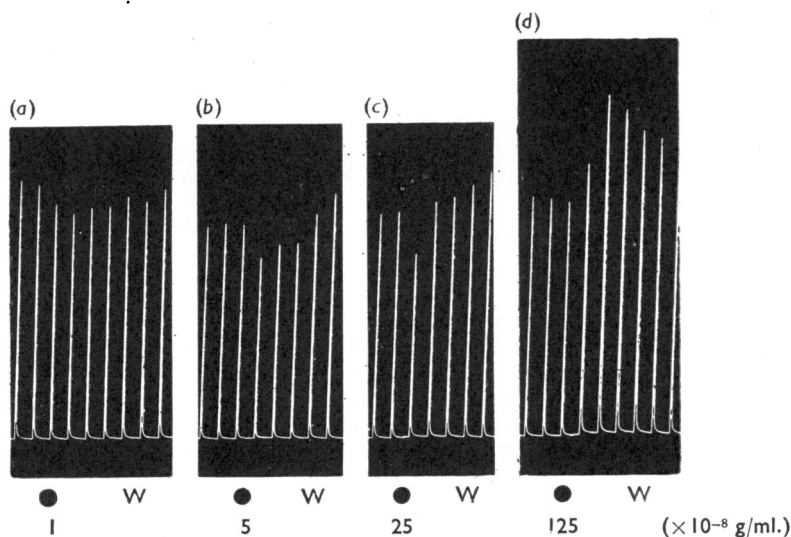 (d)
(a) (b) (c)
● W ● W ● W ● W
1 5 25 125 (×10⁻⁸ g/ml.)